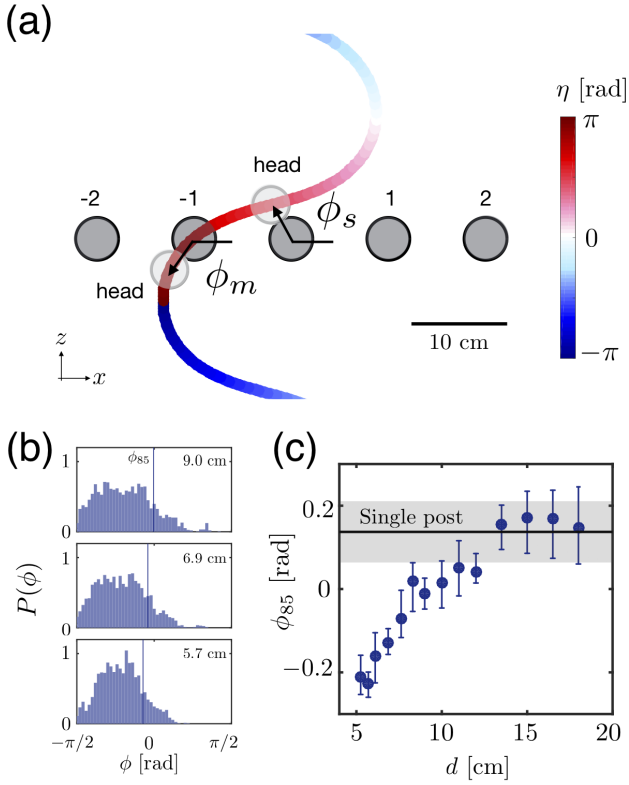 (a)
η [rad]
π
0
−π
head
-2
-1
1
2
ϕs
head
ϕm
10 cm
z
x
(b)
ϕ85
9.0 cm
1
0
6.9 cm
1
0
5.7 cm
1
0
P(ϕ)
−π/2
0
π/2
ϕ [rad]
(c)
Single post
0.2
0
−0.2
ϕ85 [rad]
5
10
15
20
d [cm]